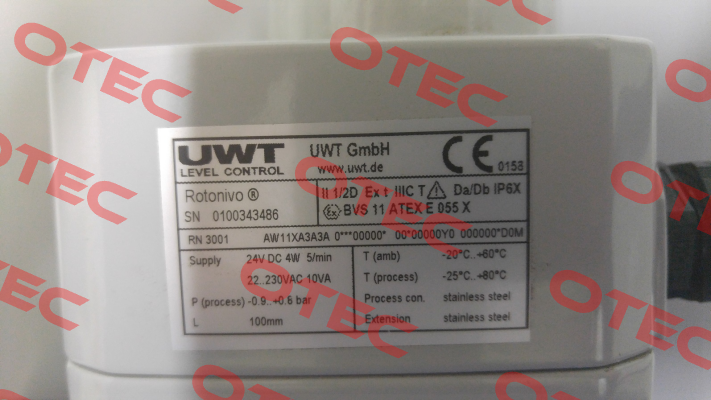 OTEC OTEC OTEC
UWT UWT GmbH CE
LEVEL CONTROL www.uwt.de 0158
Rotonivo ® II 1/2D Ex t IIIC T Da/Db IP6X
SN 0100343486 Ex BVS 11 ATEX E 055 X
RN 3001 AW11XA3A3A 0***00000* 00*00000Y0 000000*D0M
Supply 24V DC 4W 5/min T (amb) -20°C..+60°C
22..230VAC 10VA T (process) -25°C..+80°C
P (process) -0.9..+0.8 bar Process con. stainless steel
L 100mm Extension stainless steel
OTEC OTEC OTEC
OTEC OTEC